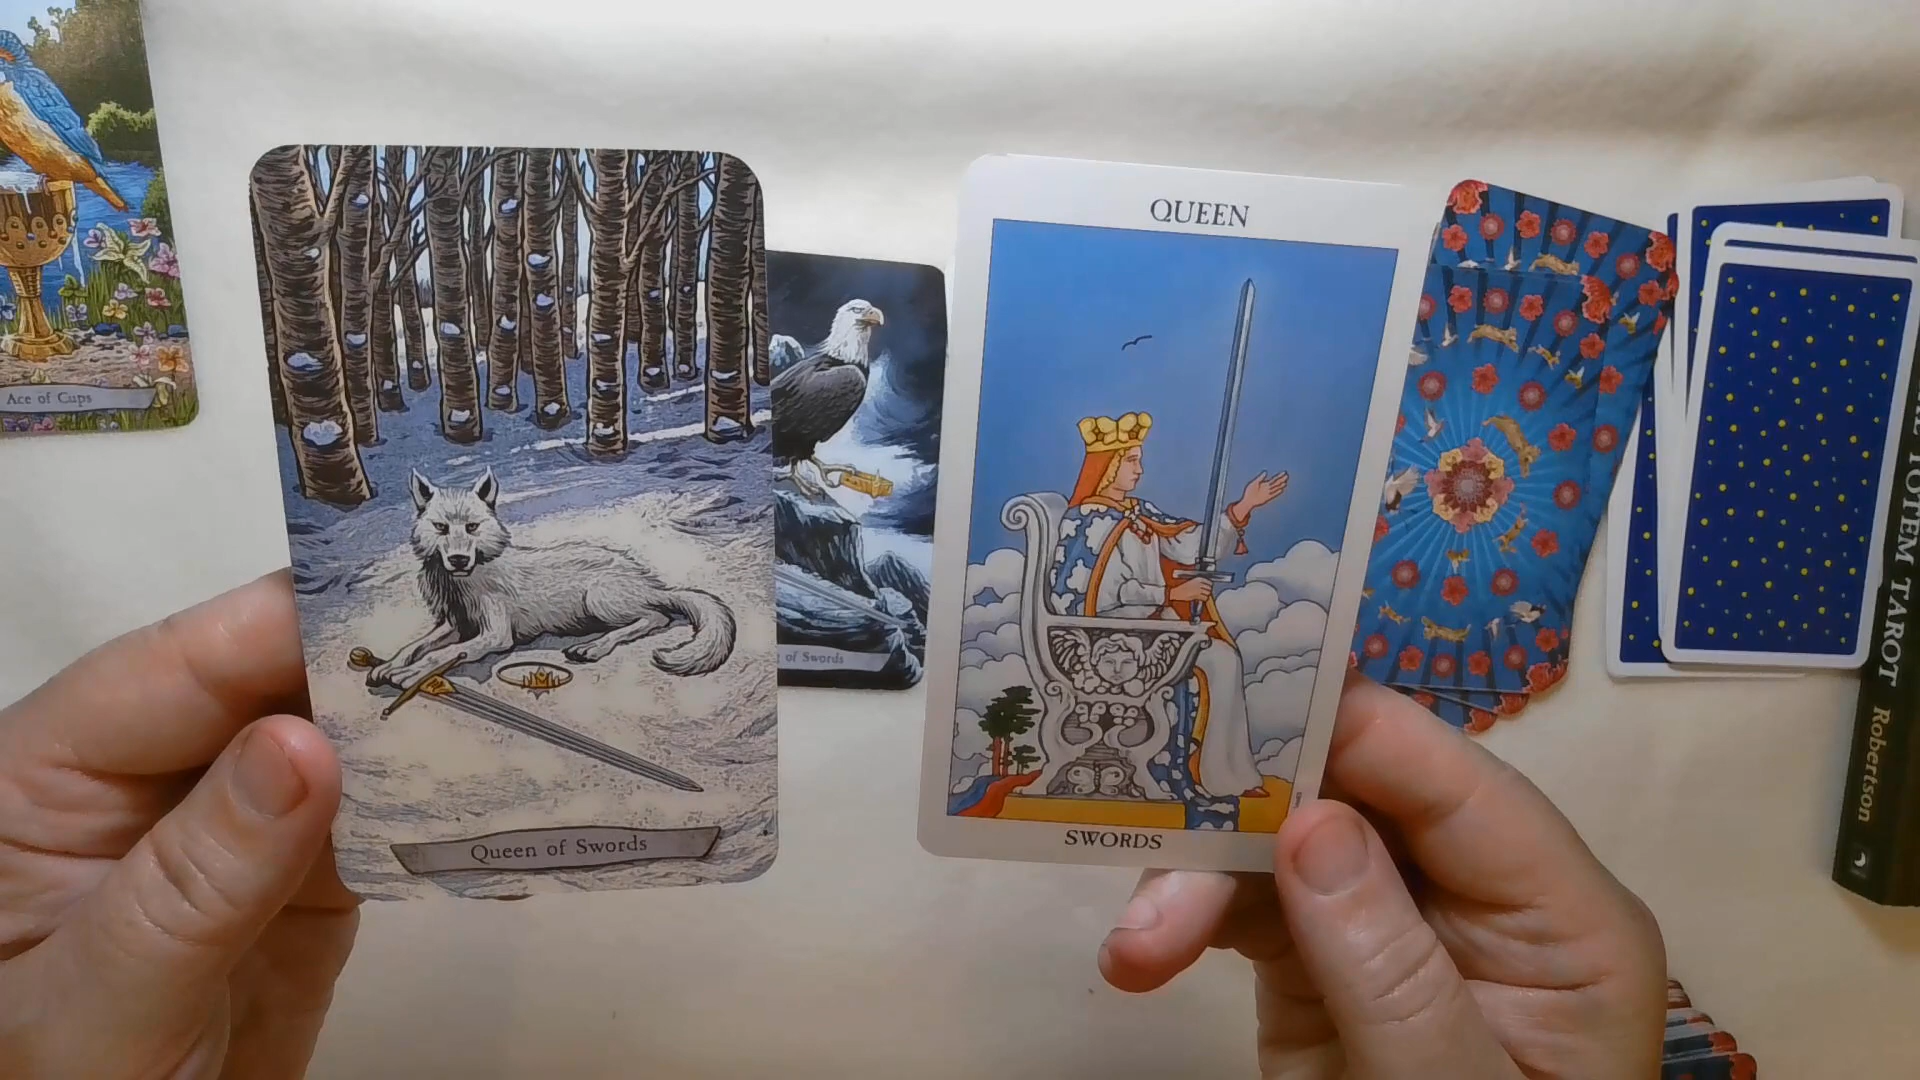 Ace of Cups
Queen of Swords
of Swords
QUEEN
SWORDS
TOTEM TAROT Robertson